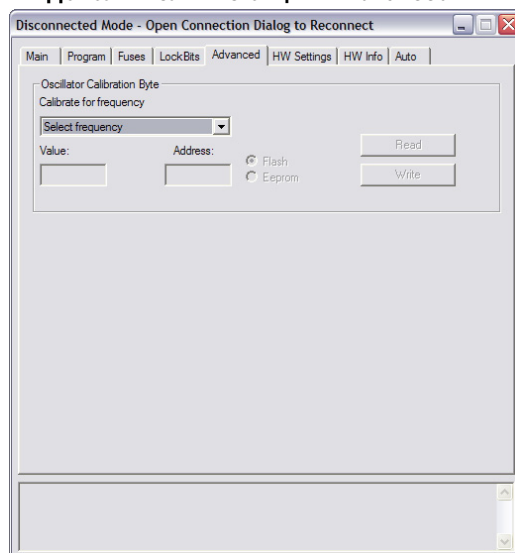 Disconnected Mode - Open Connection Dialog to Reconnect
Main Program Fuses LockBits Advanced HW Settings HW Info Auto
Oscillator Calibration Byte
Calibrate for frequency
Select frequency
Value: Address:
Flash
Read
Eeprom
Write